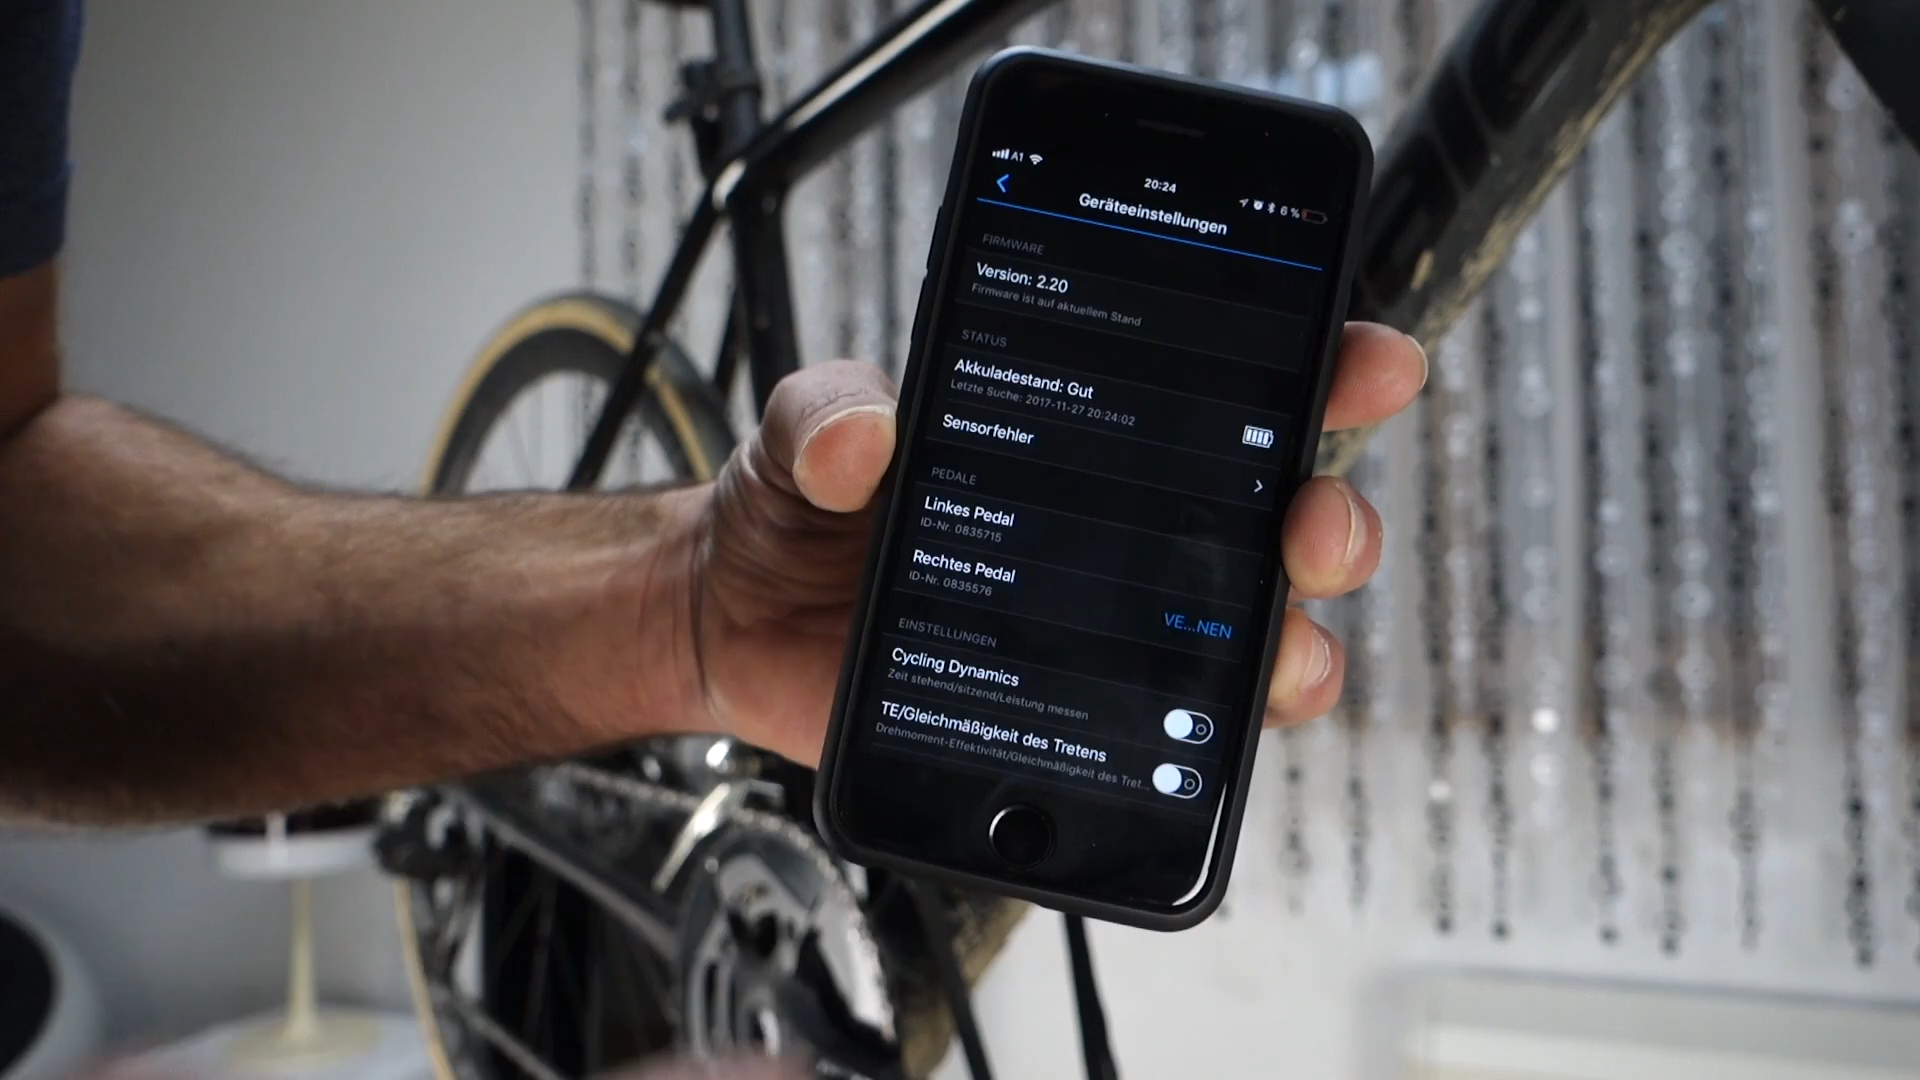 A1
20:24
6 %
Geräteeinstellungen
FIRMWARE
Version: 2.20
Firmware ist auf aktuellem Stand
STATUS
Akkuladestand: Gut
Letzte Suche: 2017-11-27 20:24:02
Sensorfehler
PEDALE
Linkes Pedal
ID-Nr. 0835715
Rechtes Pedal
ID-Nr. 0835576
VE...NEN
EINSTELLUNGEN
Cycling Dynamics
Zeit stehend/sitzend/Leistung messen
TE/Gleichmäßigkeit des Tretens
Drehmoment-Effektivität/Gleichmäßigkeit des Tret...